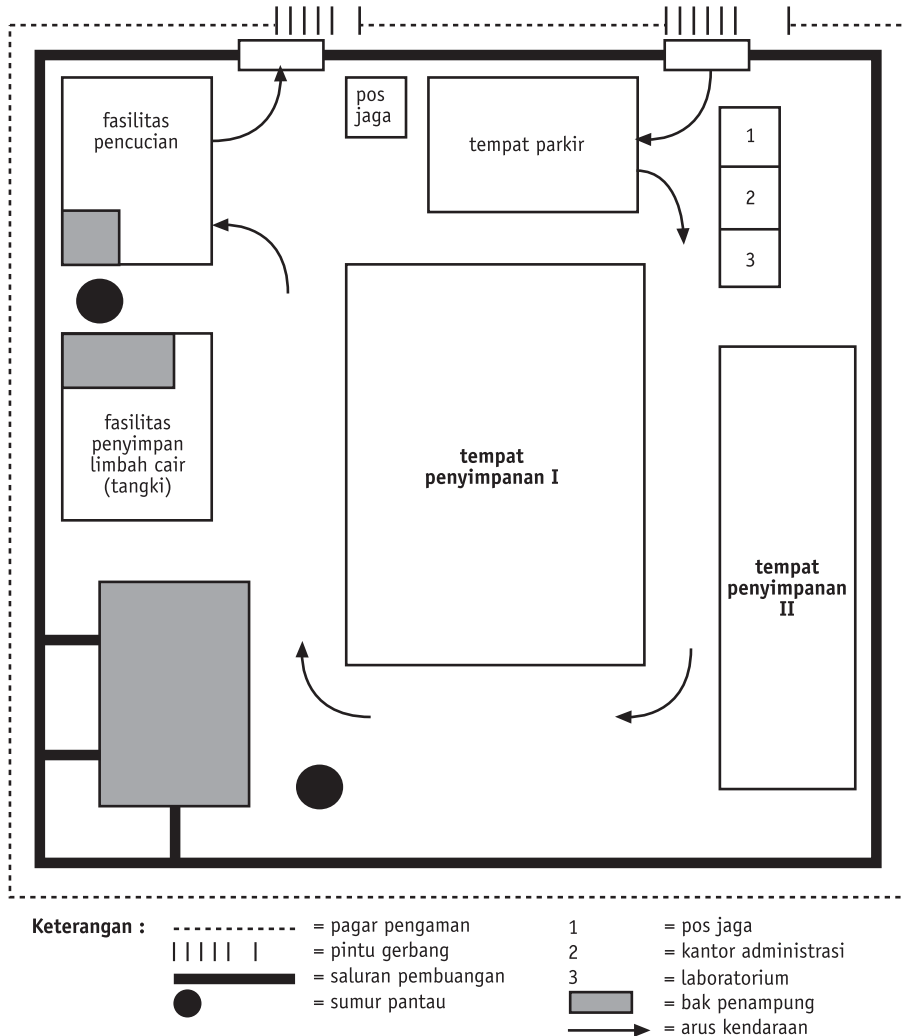 fasilitas
pencucian
pos
jaga
tempat parkir
1
2
3
fasilitas
penyimpan
limbah cair
(tangki)
tempat
penyimpanan I
tempat
penyimpanan
II
Keterangan :
= pagar pengaman
= pintu gerbang
= saluran pembuangan
= sumur pantau
1 = pos jaga
2 = kantor administrasi
3 = laboratorium
= bak penampung
= arus kendaraan